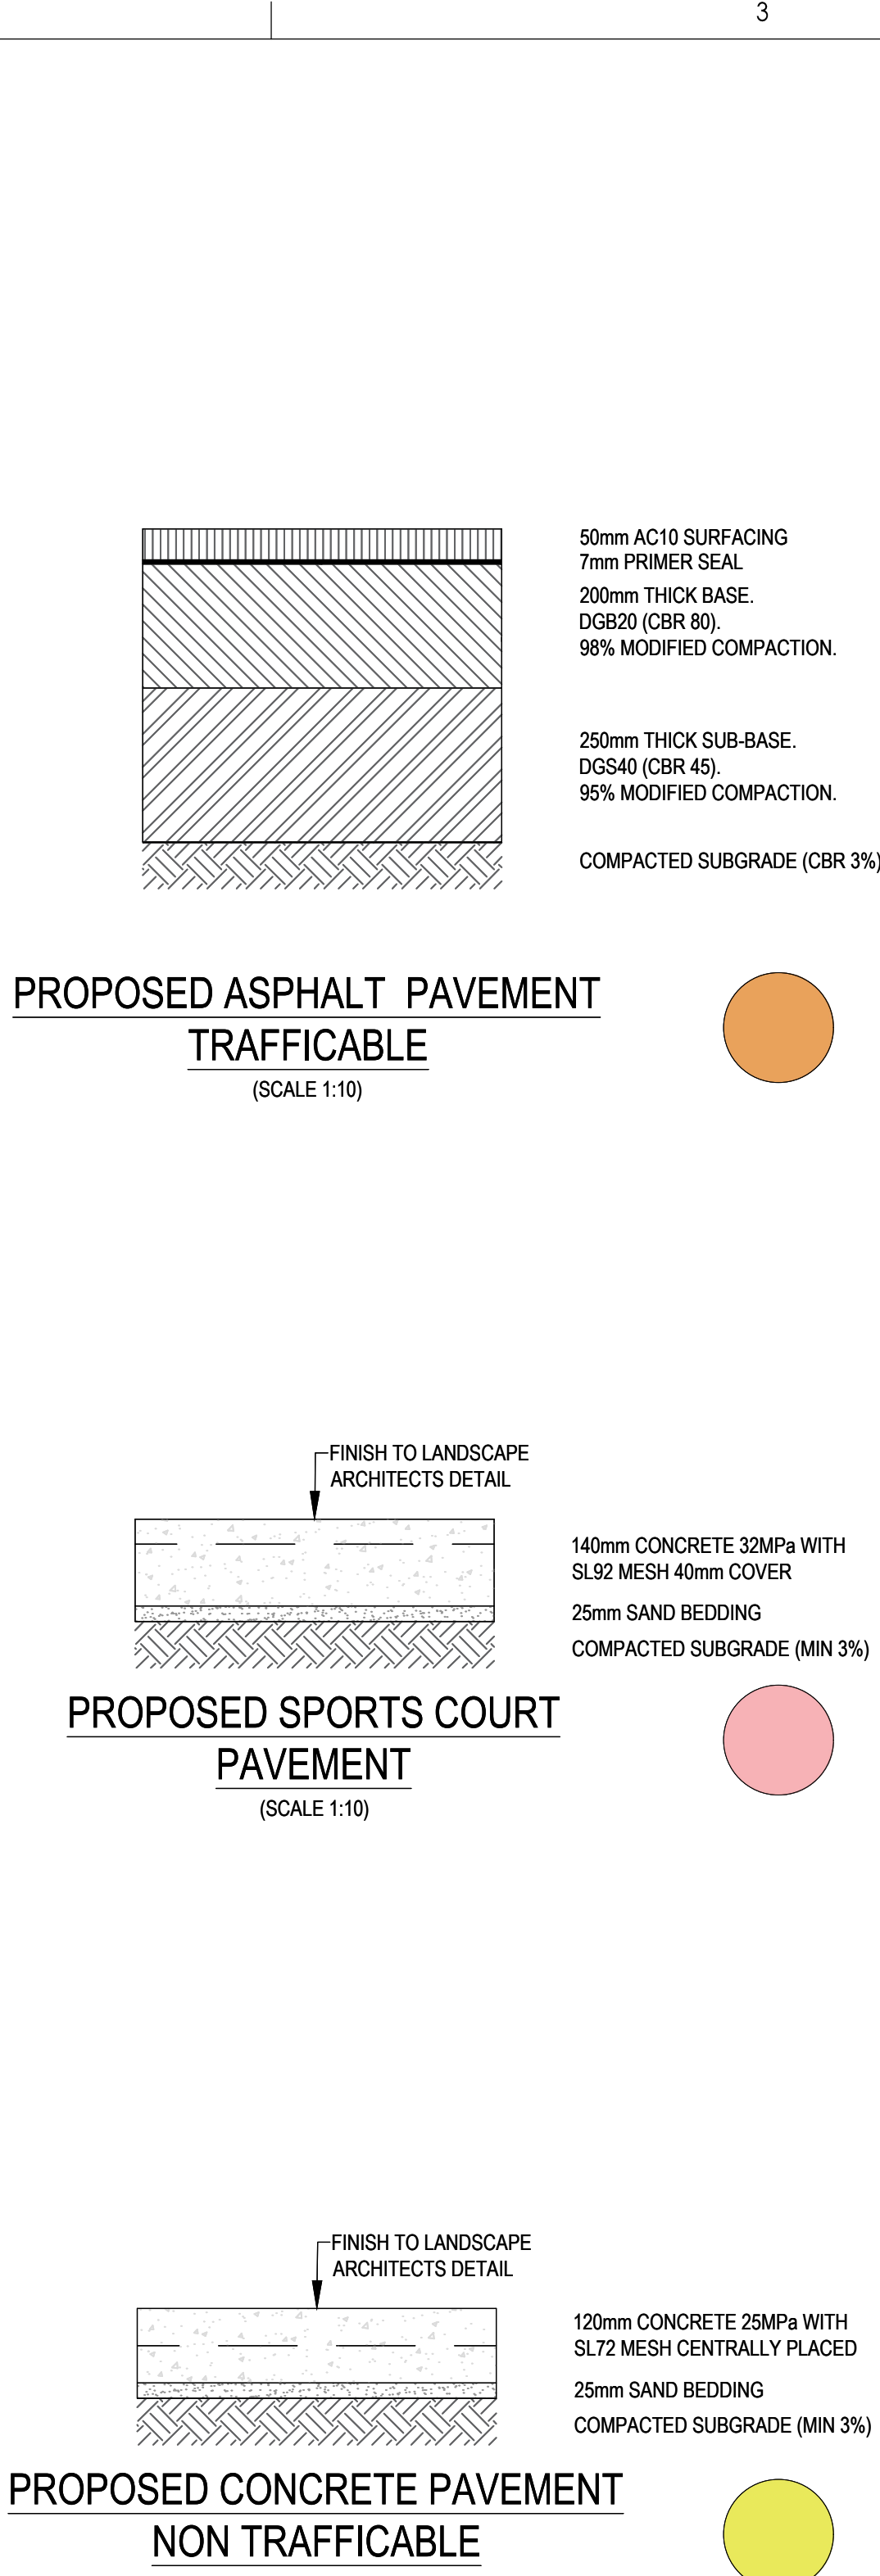 3
50mm AC10 SURFACING
7mm PRIMER SEAL
200mm THICK BASE.
DGB20 (CBR 80).
98% MODIFIED COMPACTION.
250mm THICK SUB-BASE.
DGS40 (CBR 45).
95% MODIFIED COMPACTION.
COMPACTED SUBGRADE (CBR 3%)
PROPOSED ASPHALT PAVEMENT
TRAFFICABLE
(SCALE 1:10)
FINISH TO LANDSCAPE
ARCHITECTS DETAIL
140mm CONCRETE 32MPa WITH
SL92 MESH 40mm COVER
25mm SAND BEDDING
COMPACTED SUBGRADE (MIN 3%)
PROPOSED SPORTS COURT
PAVEMENT
(SCALE 1:10)
FINISH TO LANDSCAPE
ARCHITECTS DETAIL
120mm CONCRETE 25MPa WITH
SL72 MESH CENTRALLY PLACED
25mm SAND BEDDING
COMPACTED SUBGRADE (MIN 3%)
PROPOSED CONCRETE PAVEMENT
NON TRAFFICABLE